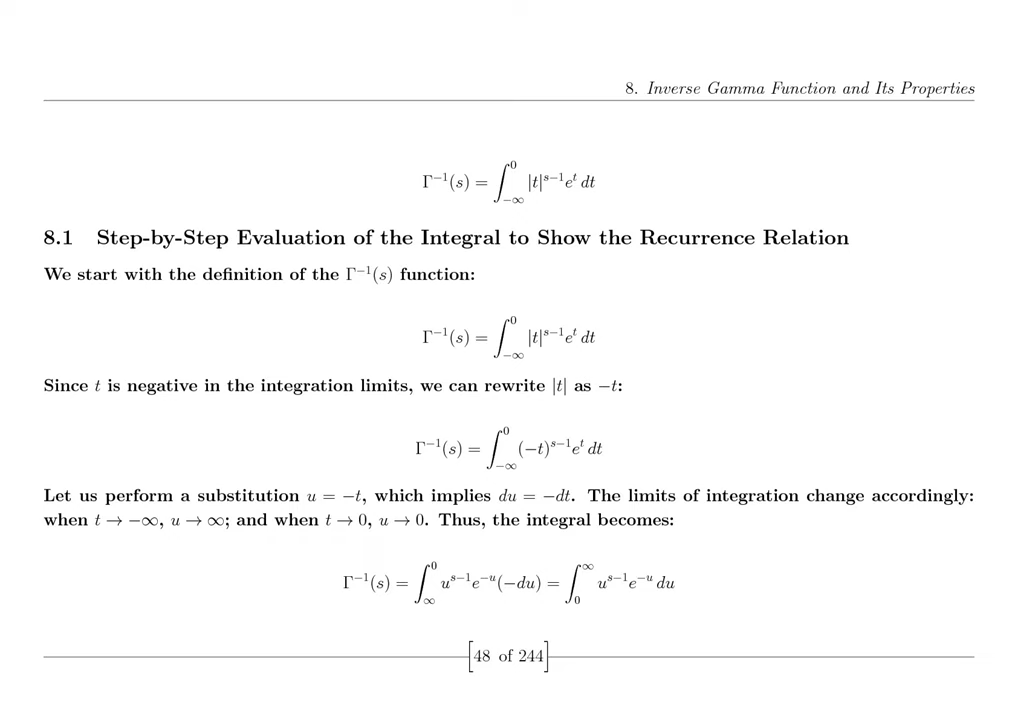 8. Inverse Gamma Function and Its Properties
Γ⁻¹(s) = ∫_{−∞}^{0} |t|^{s−1} e^{t} dt
8.1 Step-by-Step Evaluation of the Integral to Show the Recurrence Relation
We start with the definition of the Γ⁻¹(s) function:
Γ⁻¹(s) = ∫_{−∞}^{0} |t|^{s−1} e^{t} dt
Since t is negative in the integration limits, we can rewrite |t| as −t:
Γ⁻¹(s) = ∫_{−∞}^{0} (−t)^{s−1} e^{t} dt
Let us perform a substitution u = −t, which implies du = −dt. The limits of integration change accordingly:
when t → −∞, u → ∞; and when t → 0, u → 0. Thus, the integral becomes:
Γ⁻¹(s) = ∫_{∞}^{0} u^{s−1} e^{−u} (−du) = ∫_{0}^{∞} u^{s−1} e^{−u} du
[48 of 244]